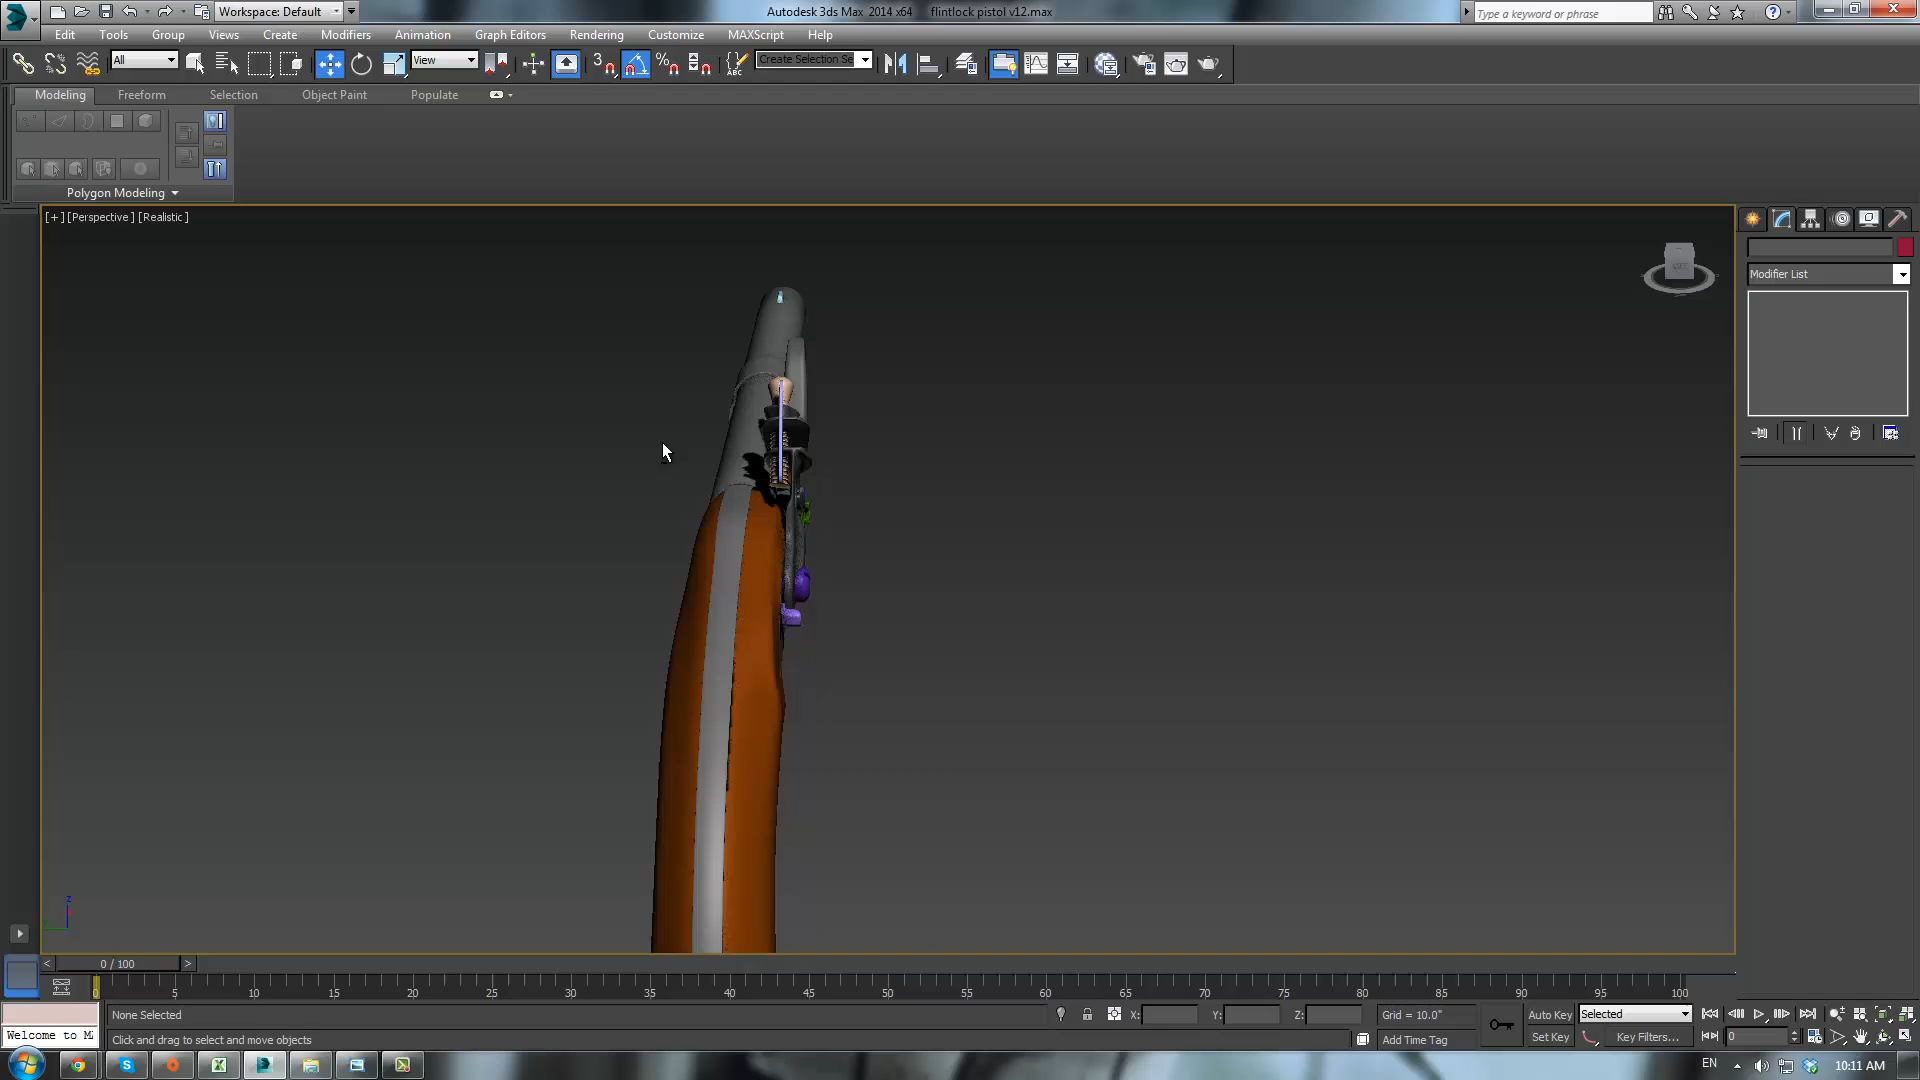 Workspace: Default
Autodesk 3ds Max 2014 x64 flintlock pistol v12.max
Type a keyword or phrase
Edit Tools Group Views Create Modifiers Animation Graph Editors Rendering Customize MAXScript Help
All
View
3
Create Selection Se
Modeling Freeform Selection Object Paint Populate
Polygon Modeling
[+] [Perspective] [Realistic]
Modifier List
z
0 / 100
0 5 10 15 20 25 30 35 40 45 50 55 60 65 70 75 80 85 90 95 100
None Selected
X: Y: Z:
Grid = 10.0"
Auto Key
Selected
Welcome to M
Click and drag to select and move objects
Add Time Tag
Set Key
Key Filters...
0
EN
10:11 AM